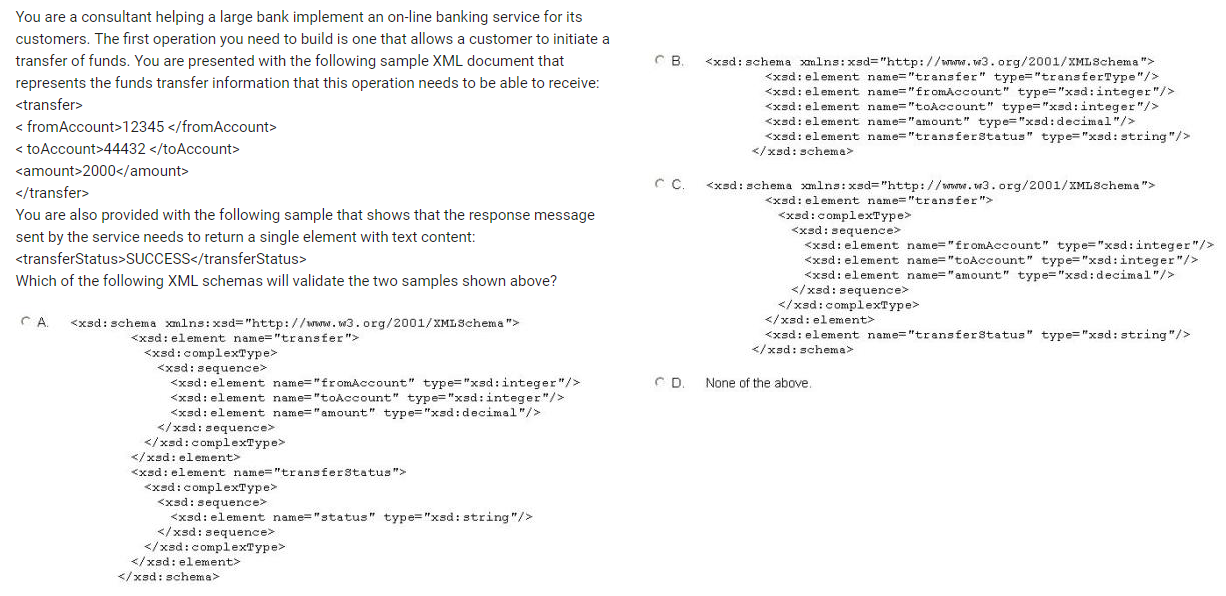 You are a consultant helping a large bank implement an on-line banking service for its
customers. The first operation you need to build is one that allows a customer to initiate a
transfer of funds. You are presented with the following sample XML document that
represents the funds transfer information that this operation needs to be able to receive:
<transfer>
< fromAccount>12345 </fromAccount>
< toAccount>44432 </toAccount>
<amount>2000</amount>
</transfer>
You are also provided with the following sample that shows that the response message
sent by the service needs to return a single element with text content:
<transferStatus>SUCCESS</transferStatus>
Which of the following XML schemas will validate the two samples shown above?
A. <xsd:schema xmlns:xsd="http://www.w3.org/2001/XMLSchema">
<xsd:element name="transfer">
<xsd:complexType>
<xsd:sequence>
<xsd:element name="fromAccount" type="xsd:integer"/>
<xsd:element name="toAccount" type="xsd:integer"/>
<xsd:element name="amount" type="xsd:decimal"/>
</xsd:sequence>
</xsd:complexType>
</xsd:element>
<xsd:element name="transferStatus">
<xsd:complexType>
<xsd:sequence>
<xsd:element name="status" type="xsd:string"/>
</xsd:sequence>
</xsd:complexType>
</xsd:element>
</xsd:schema>
B. <xsd:schema xmlns:xsd="http://www.w3.org/2001/XMLSchema">
<xsd:element name="transfer" type="transferType"/>
<xsd:element name="fromAccount" type="xsd:integer"/>
<xsd:element name="toAccount" type="xsd:integer"/>
<xsd:element name="amount" type="xsd:decimal"/>
<xsd:element name="transferStatus" type="xsd:string"/>
</xsd:schema>
C. <xsd:schema xmlns:xsd="http://www.w3.org/2001/XMLSchema">
<xsd:element name="transfer">
<xsd:complexType>
<xsd:sequence>
<xsd:element name="fromAccount" type="xsd:integer"/>
<xsd:element name="toAccount" type="xsd:integer"/>
<xsd:element name="amount" type="xsd:decimal"/>
</xsd:sequence>
</xsd:complexType>
</xsd:element>
<xsd:element name="transferStatus" type="xsd:string"/>
</xsd:schema>
D. None of the above.